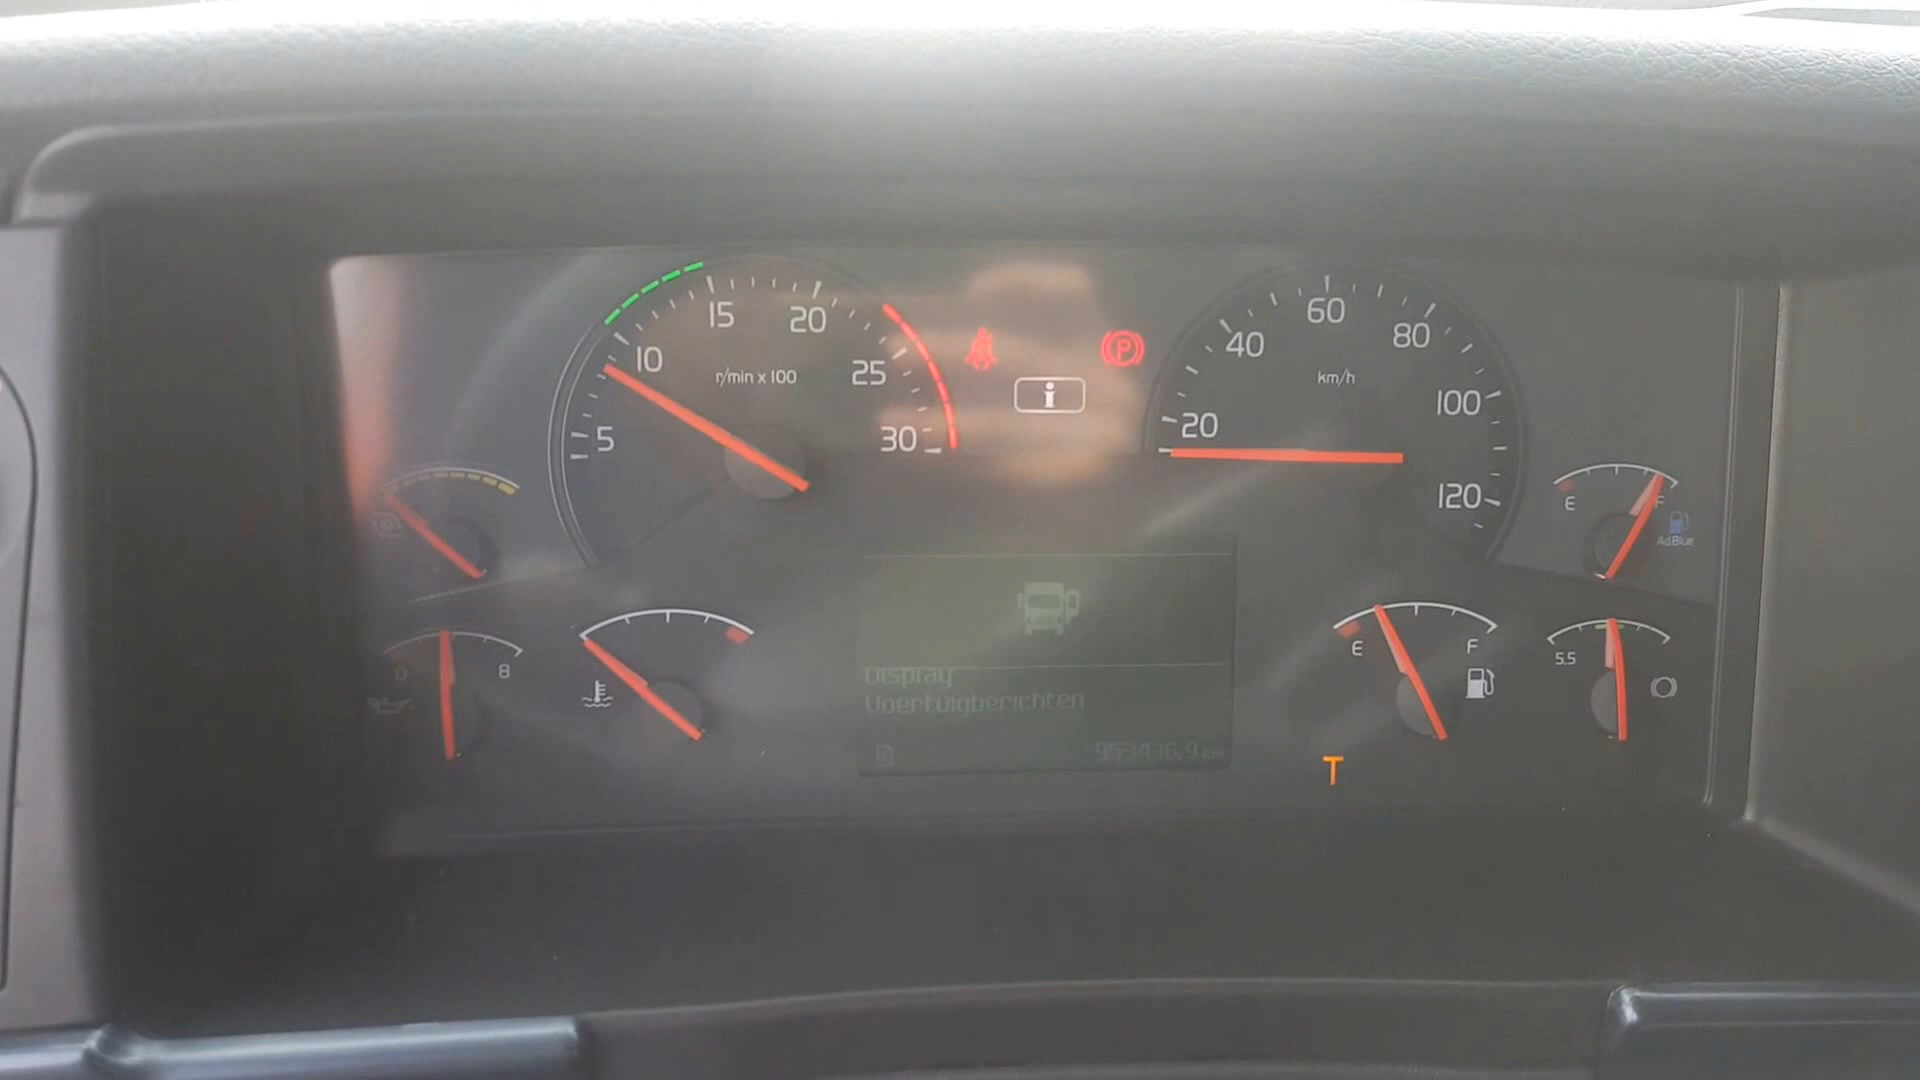 5
10
15
20
25
30
r/min x 100
P
i
20
40
60
80
100
120
km/h
E
F
AdBlue
0
8
E
F
5.5
Display
Voertuigberichten
953436,9 km
T